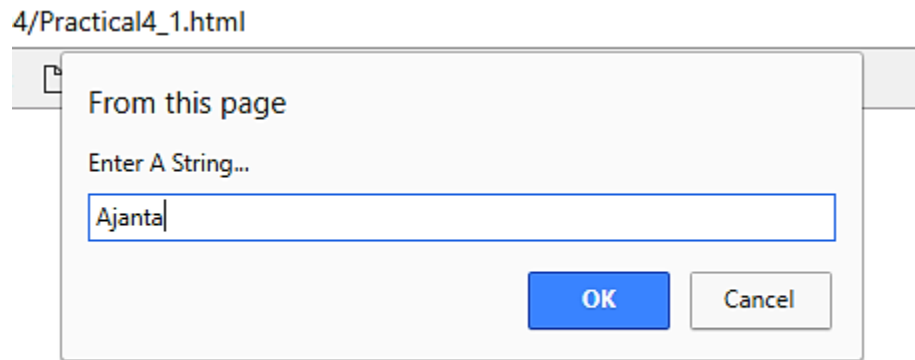 4/Practical4_1.html
From this page
Enter A String...
Ajanta
OK Cancel